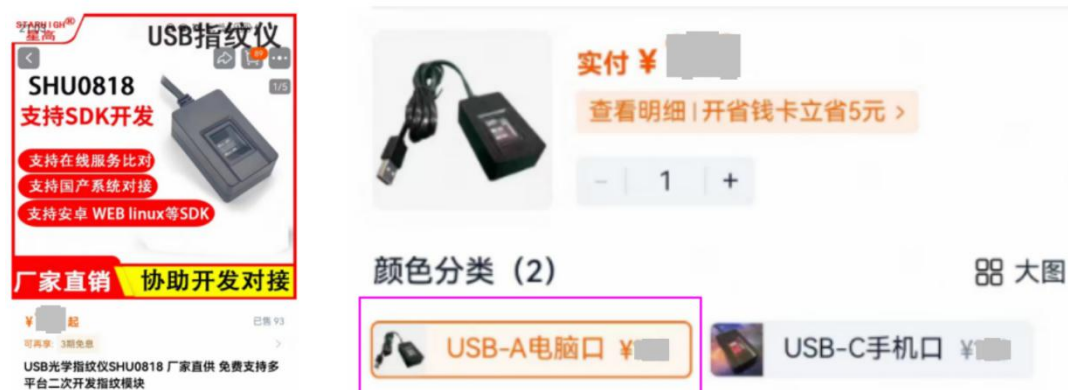 STARHIGH®
星高
USB指纹仪
89
1/5
SHU0818
支持SDK开发
支持在线服务比对
支持国产系统对接
支持安卓 WEB linux等SDK
厂家直销
协助开发对接
¥
起
已售 93
可再享: 3期免息
USB光学指纹仪SHU0818 厂家直供 免费支持多
平台二次开发指纹模块
实付 ¥
查看明细 | 开省钱卡立省5元 >
- 1 +
颜色分类（2）
大图
USB-A电脑口 ¥
USB-C手机口 ¥